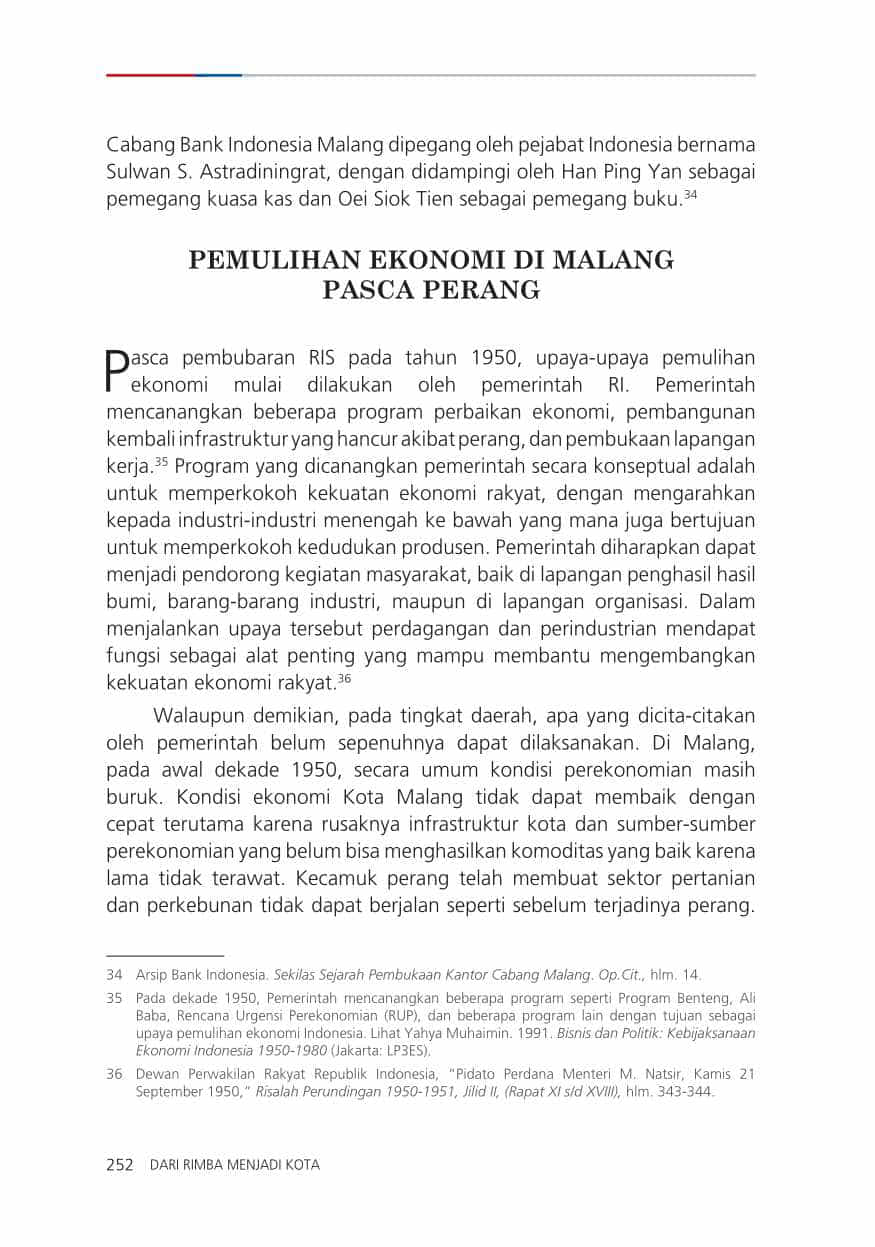 Cabang Bank Indonesia Malang dipegang oleh pejabat Indonesia bernama
Sulwan S. Astradiningrat, dengan didampingi oleh Han Ping Yan sebagai
pemegang kuasa kas dan Oei Siok Tien sebagai pemegang buku.34
PEMULIHAN EKONOMI DI MALANG
PASCA PERANG
Pasca pembubaran RIS pada tahun 1950, upaya-upaya pemulihan
ekonomi mulai dilakukan oleh pemerintah RI. Pemerintah
mencanangkan beberapa program perbaikan ekonomi, pembangunan
kembali infrastruktur yang hancur akibat perang, dan pembukaan lapangan
kerja.35 Program yang dicanangkan pemerintah secara konseptual adalah
untuk memperkokoh kekuatan ekonomi rakyat, dengan mengarahkan
kepada industri-industri menengah ke bawah yang mana juga bertujuan
untuk memperkokoh kedudukan produsen. Pemerintah diharapkan dapat
menjadi pendorong kegiatan masyarakat, baik di lapangan penghasil hasil
bumi, barang-barang industri, maupun di lapangan organisasi. Dalam
menjalankan upaya tersebut perdagangan dan perindustrian mendapat
fungsi sebagai alat penting yang mampu membantu mengembangkan
kekuatan ekonomi rakyat.36
Walaupun demikian, pada tingkat daerah, apa yang dicita-citakan
oleh pemerintah belum sepenuhnya dapat dilaksanakan. Di Malang,
pada awal dekade 1950, secara umum kondisi perekonomian masih
buruk. Kondisi ekonomi Kota Malang tidak dapat membaik dengan
cepat terutama karena rusaknya infrastruktur kota dan sumber-sumber
perekonomian yang belum bisa menghasilkan komoditas yang baik karena
lama tidak terawat. Kecamuk perang telah membuat sektor pertanian
dan perkebunan tidak dapat berjalan seperti sebelum terjadinya perang.
34 Arsip Bank Indonesia. Sekilas Sejarah Pembukaan Kantor Cabang Malang. Op.Cit., hlm. 14.
35 Pada dekade 1950, Pemerintah mencanangkan beberapa program seperti Program Benteng, Ali
Baba, Rencana Urgensi Perekonomian (RUP), dan beberapa program lain dengan tujuan sebagai
upaya pemulihan ekonomi Indonesia. Lihat Yahya Muhaimin. 1991. Bisnis dan Politik: Kebijaksanaan
Ekonomi Indonesia 1950-1980 (Jakarta: LP3ES).
36 Dewan Perwakilan Rakyat Republik Indonesia, "Pidato Perdana Menteri M. Natsir, Kamis 21
September 1950," Risalah Perundingan 1950-1951, Jilid II, (Rapat XI s/d XVIII), hlm. 343-344.
252 DARI RIMBA MENJADI KOTA